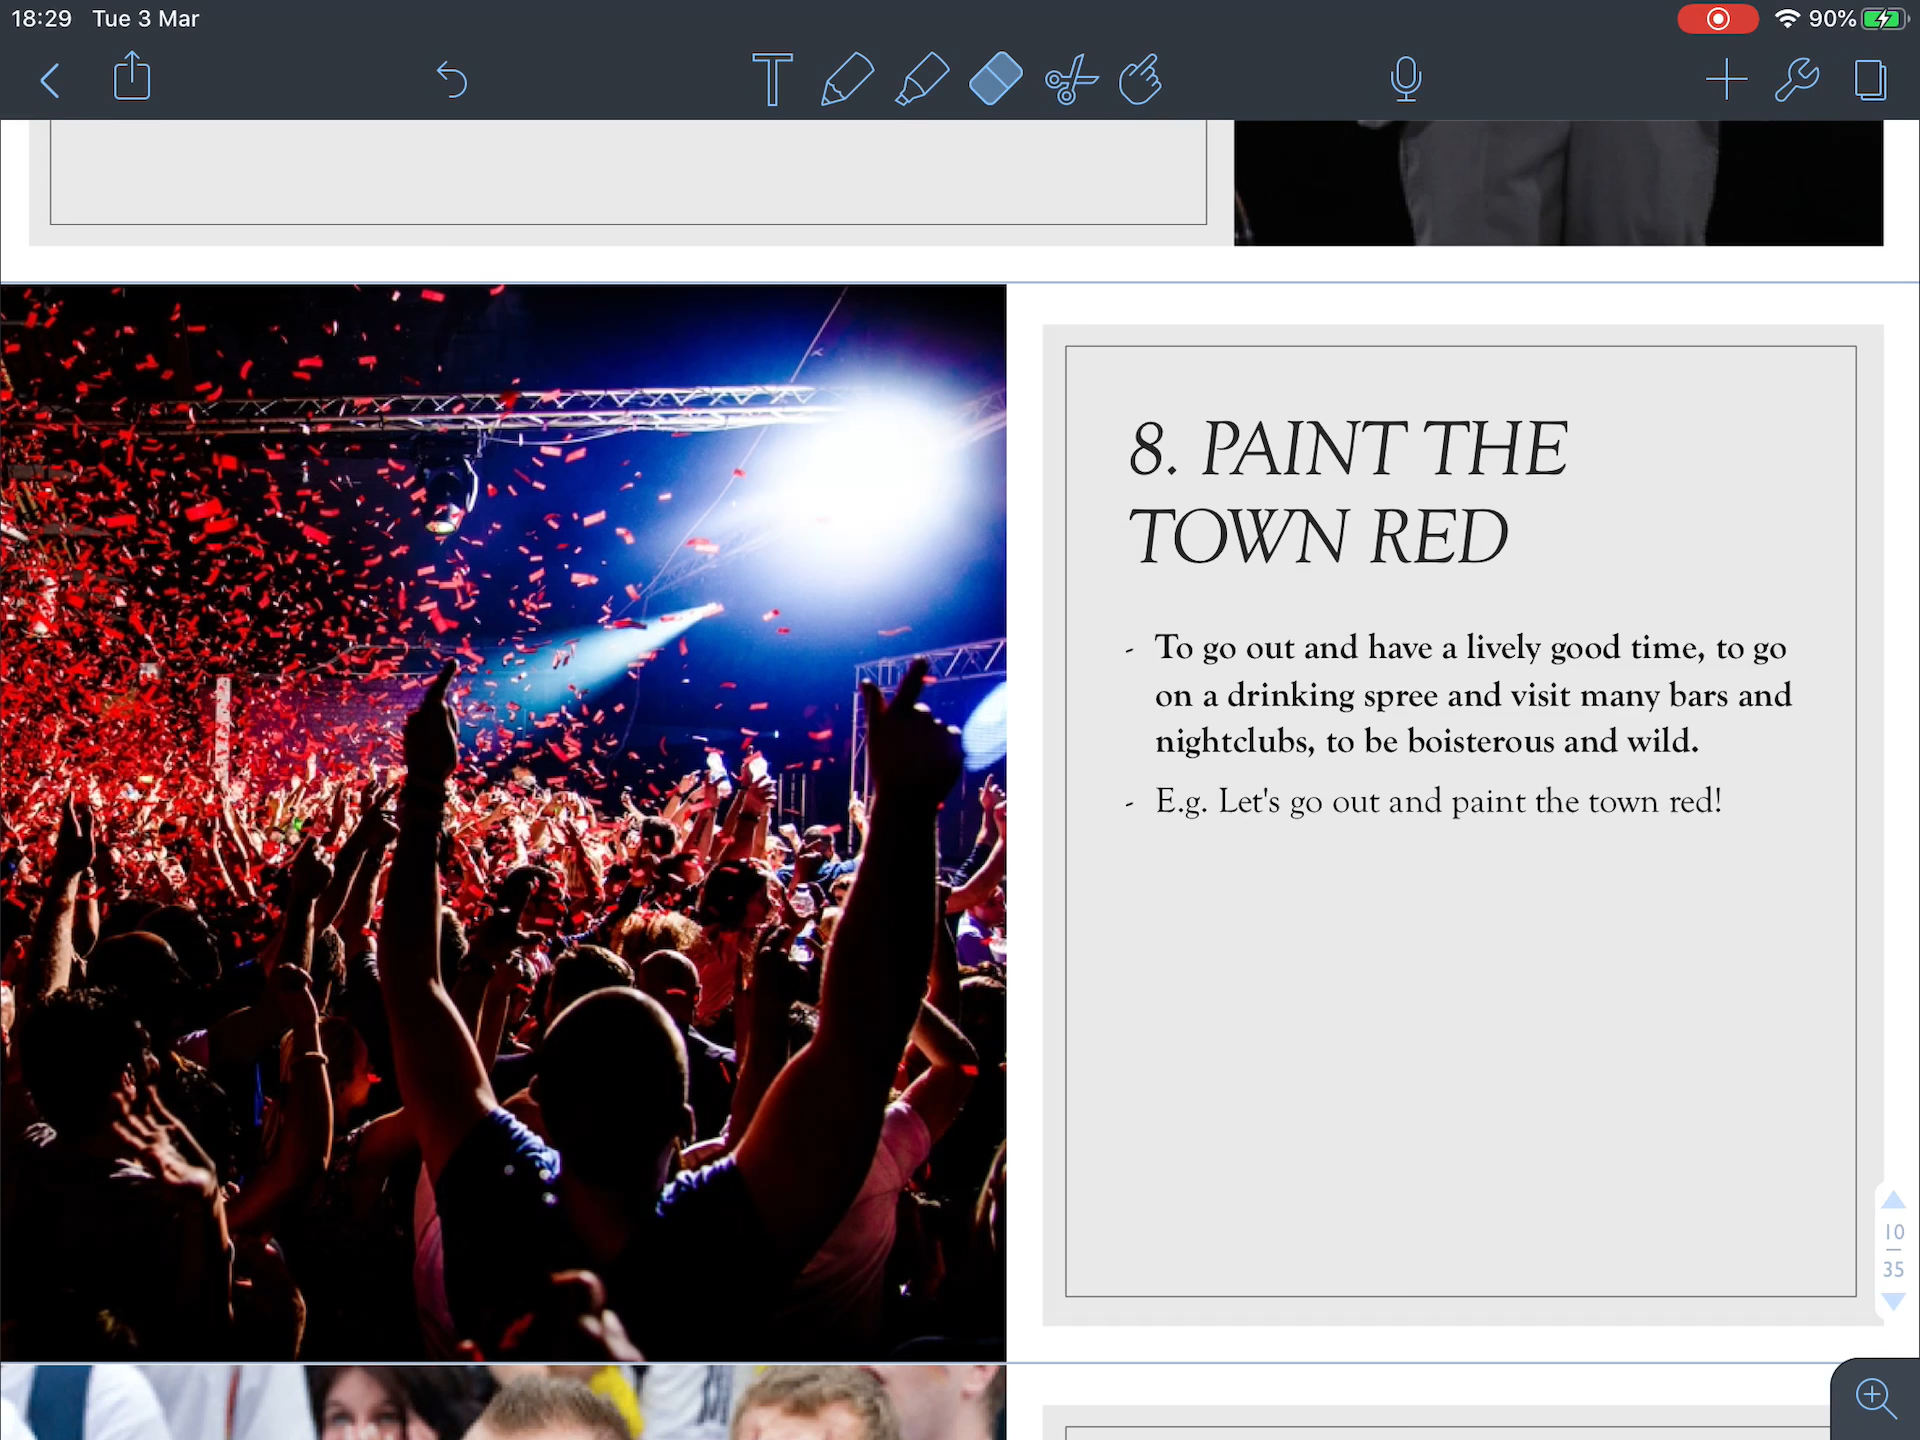 18:29 Tue 3 Mar
90%
T
8. PAINT THE
TOWN RED
- To go out and have a lively good time, to go
on a drinking spree and visit many bars and
nightclubs, to be boisterous and wild.
- E.g. Let's go out and paint the town red!
10
35